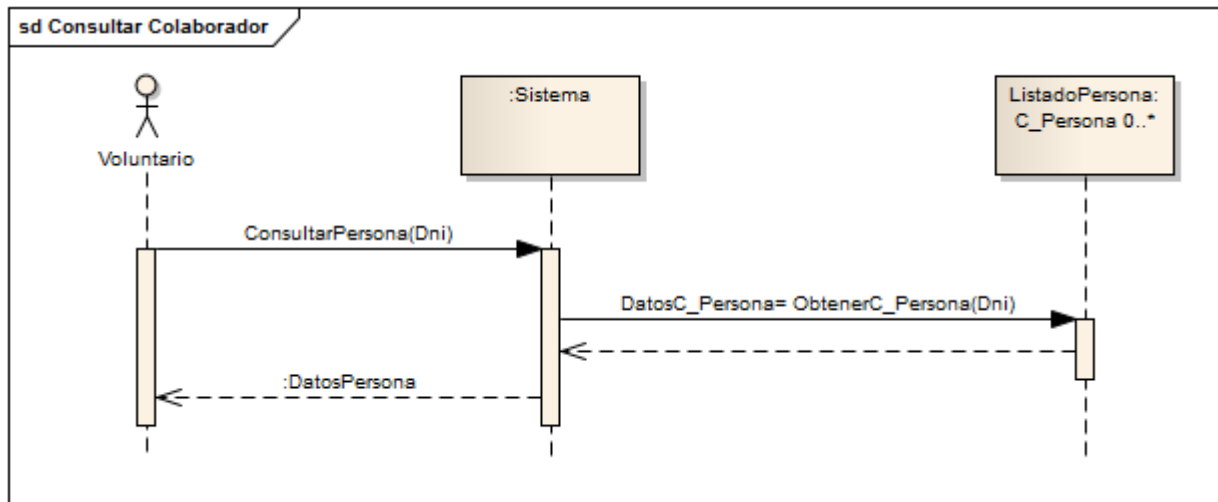 sd Consultar Colaborador
Voluntario
:Sistema
ListadoPersona:
C_Persona 0..*
ConsultarPersona(Dni)
DatosC_Persona= ObtenerC_Persona(Dni)
:DatosPersona